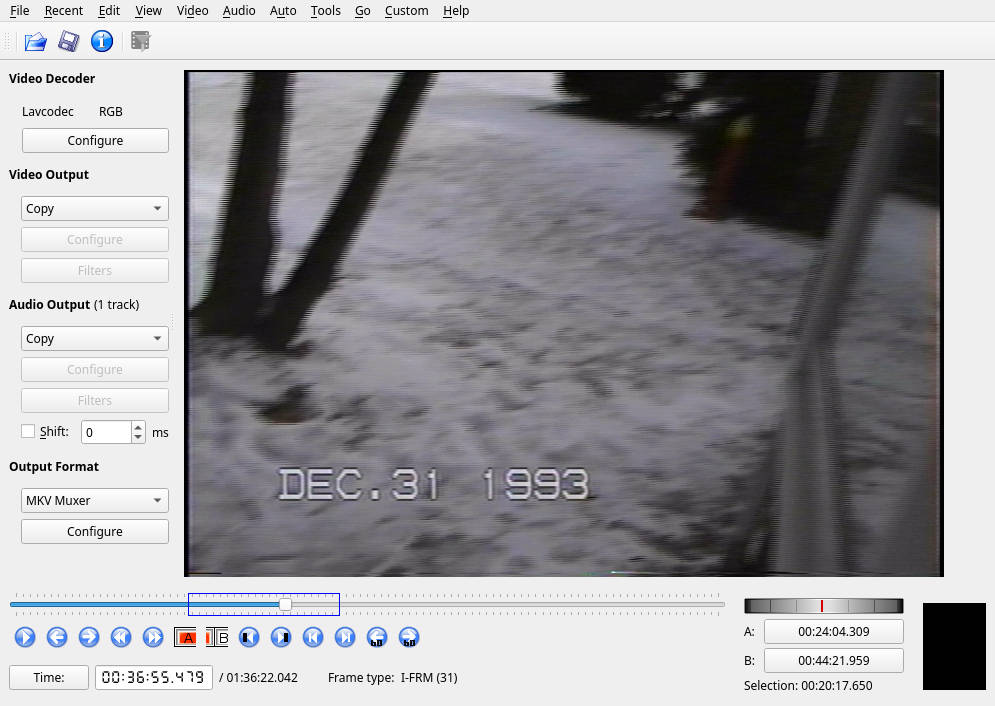 File Recent Edit View Video Audio Auto Tools Go Custom Help
Video Decoder
Lavcodec RGB
Configure
Video Output
Copy
Configure
Filters
Audio Output (1 track)
Copy
Configure
Filters
Shift: 0 ms
Output Format
MKV Muxer
Configure
DEC.31 1993
A B 60 60
A: 00:24:04.309
B: 00:44:21.959
Time: 00:36:55.479 / 01:36:22.042 Frame type: I-FRM (31)
Selection: 00:20:17.650